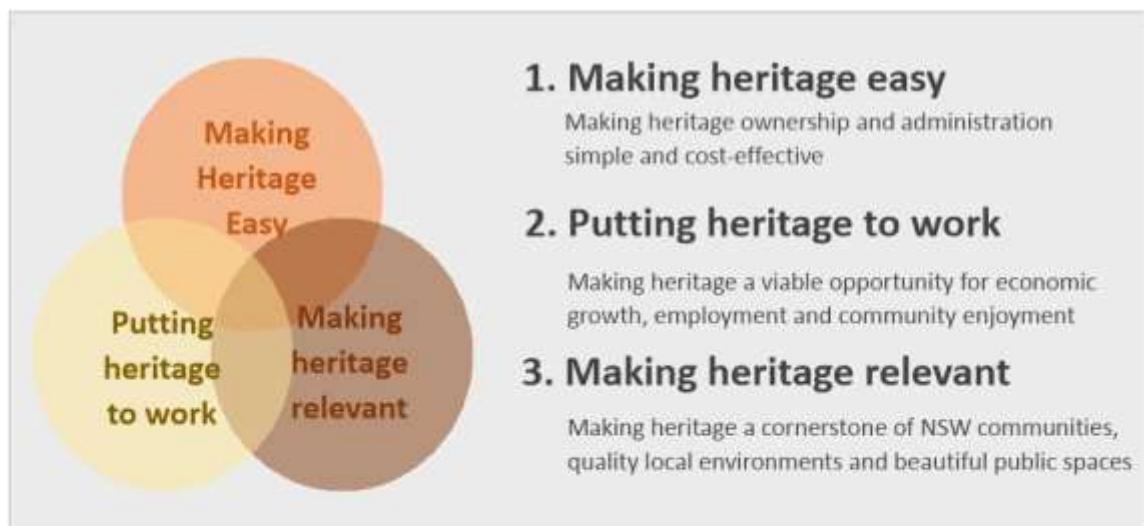 Making
Heritage
Easy
Putting
heritage
to work
Making
heritage
relevant
1. Making heritage easy
Making heritage ownership and administration
simple and cost-effective
2. Putting heritage to work
Making heritage a viable opportunity for economic
growth, employment and community enjoyment
3. Making heritage relevant
Making heritage a cornerstone of NSW communities,
quality local environments and beautiful public spaces